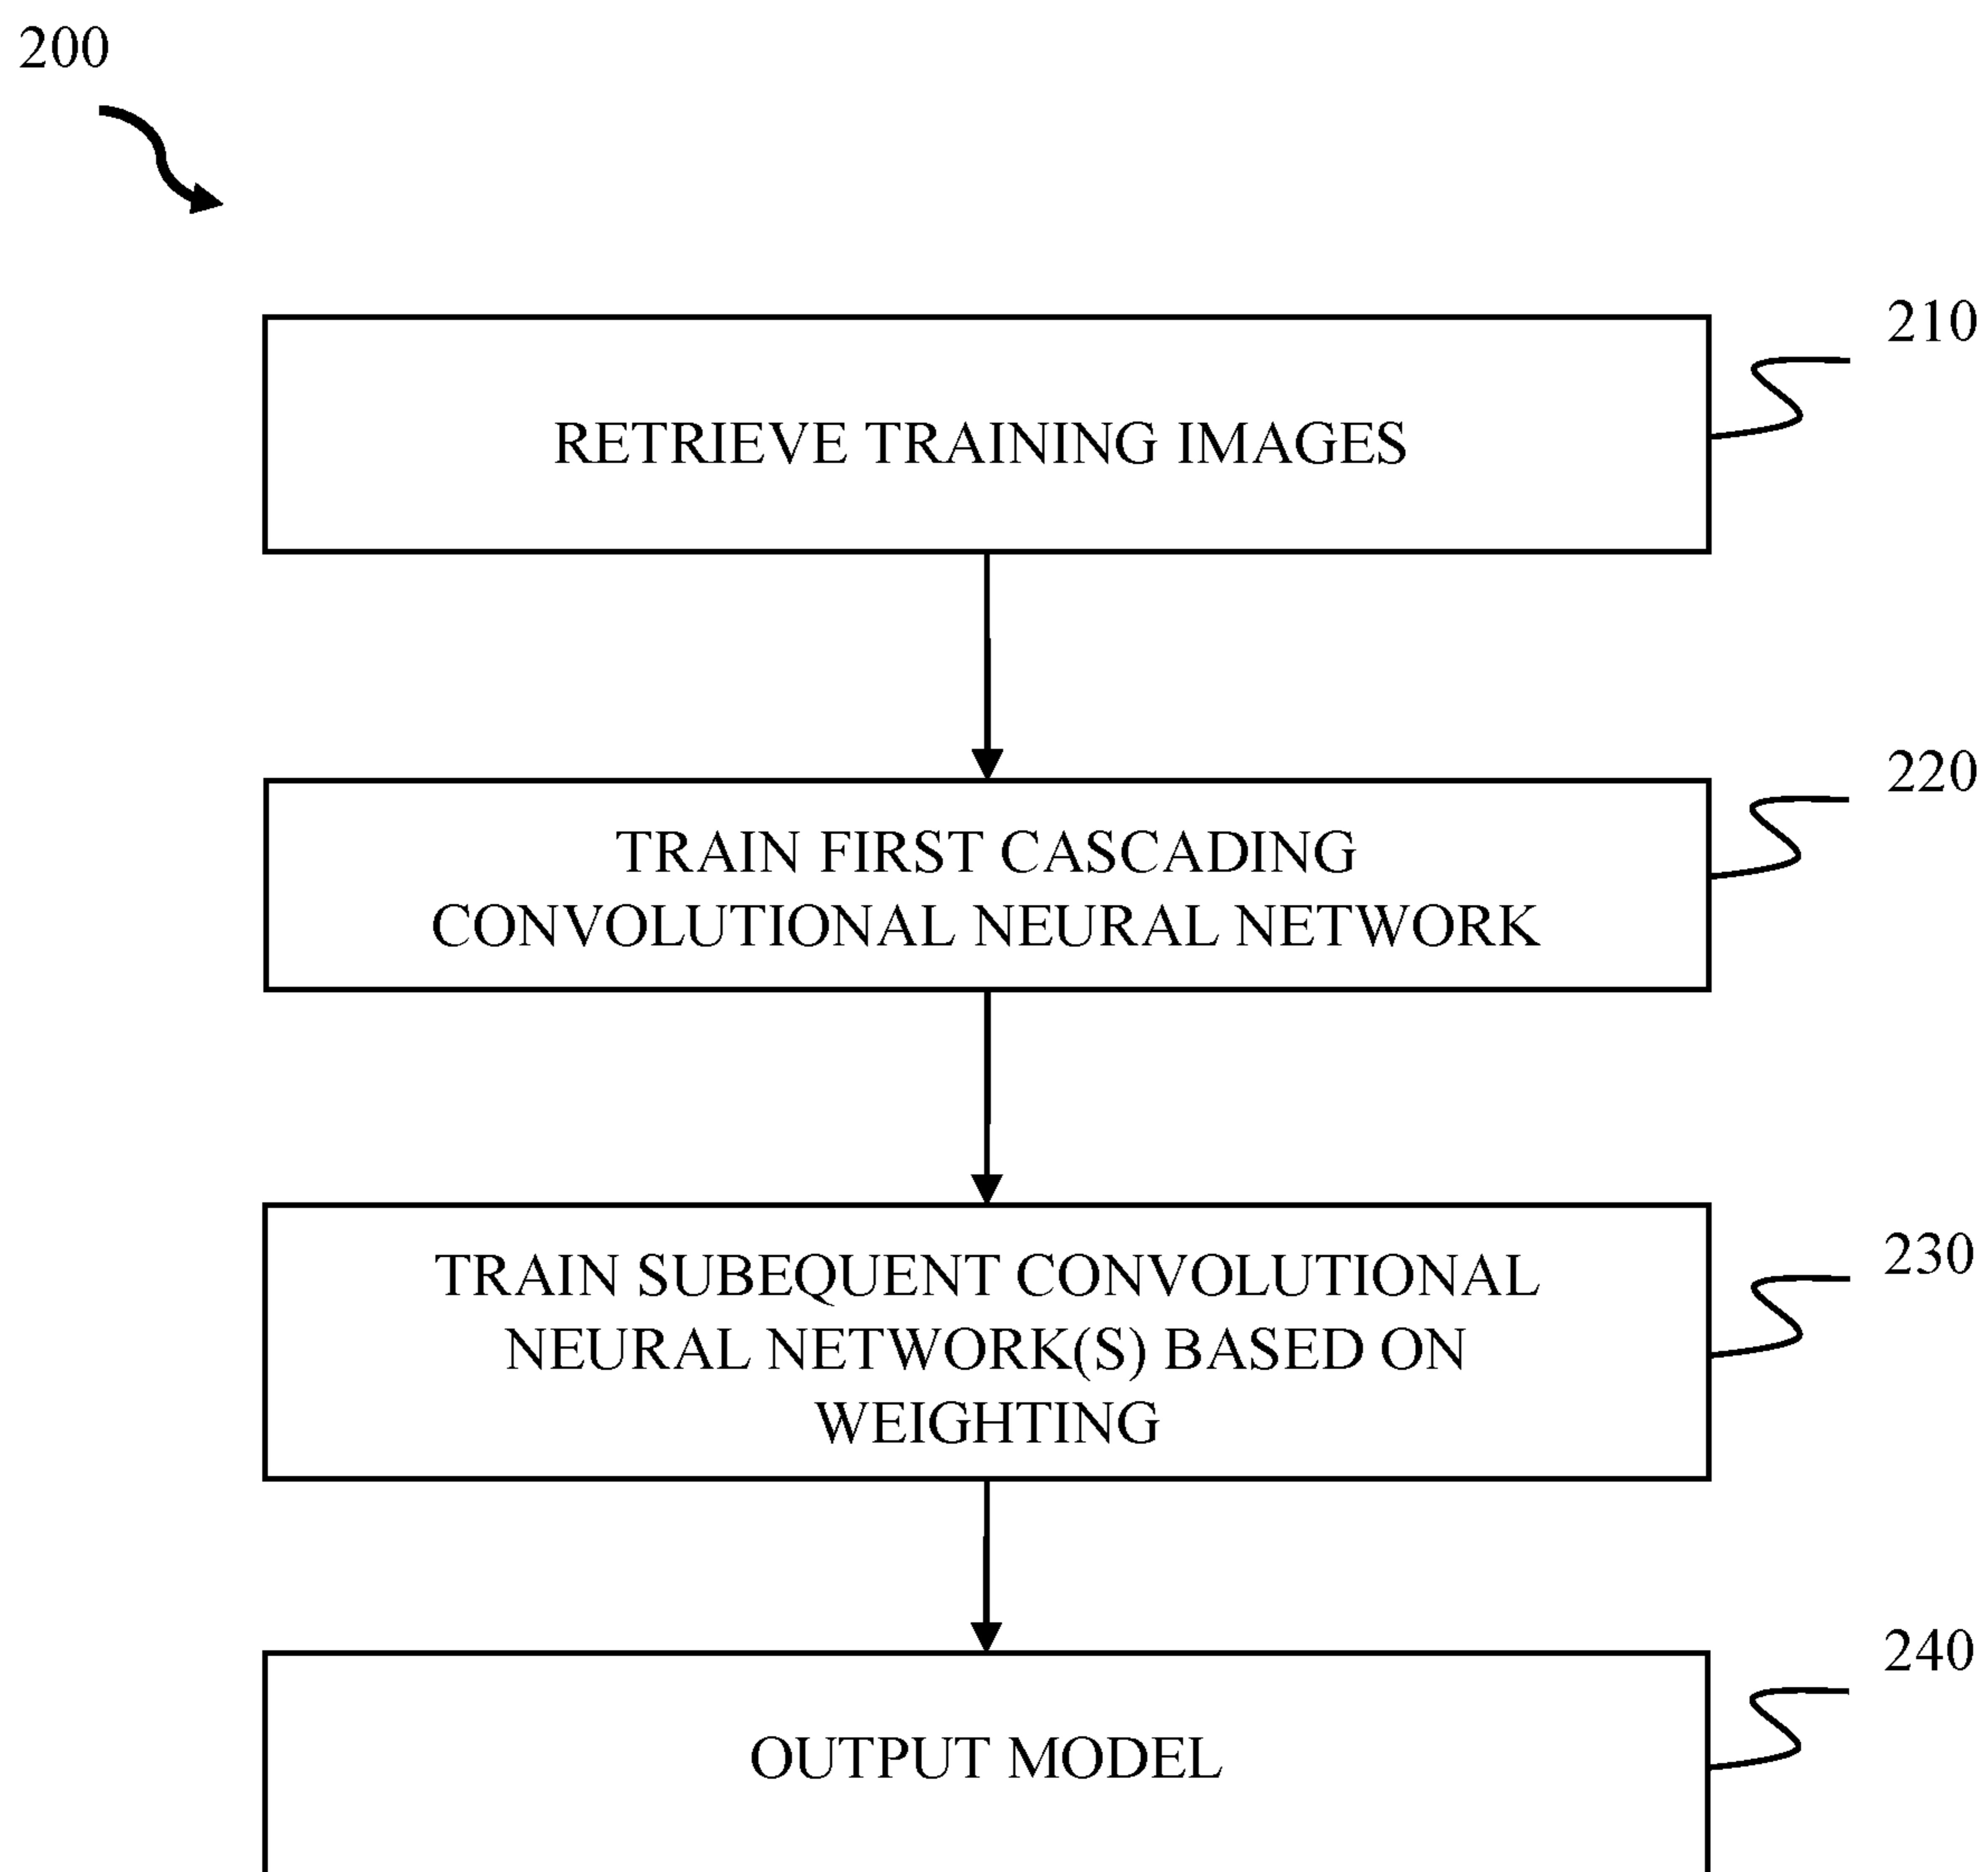 200
210
RETRIEVE TRAINING IMAGES
220
TRAIN FIRST CASCADING
CONVOLUTIONAL NEURAL NETWORK
230
TRAIN SUBEQUENT CONVOLUTIONAL
NEURAL NETWORK(S) BASED ON
WEIGHTING
240
OUTPUT MODEL